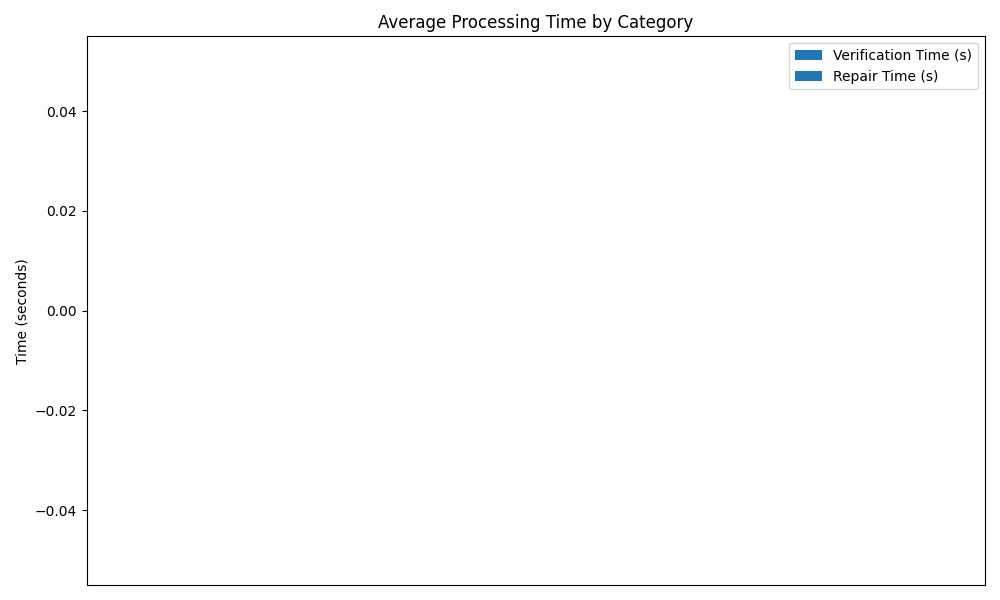 Average Processing Time by Category
Verification Time (s)
Repair Time (s)
Time (seconds)
0.04
0.02
0.00
−0.02
−0.04